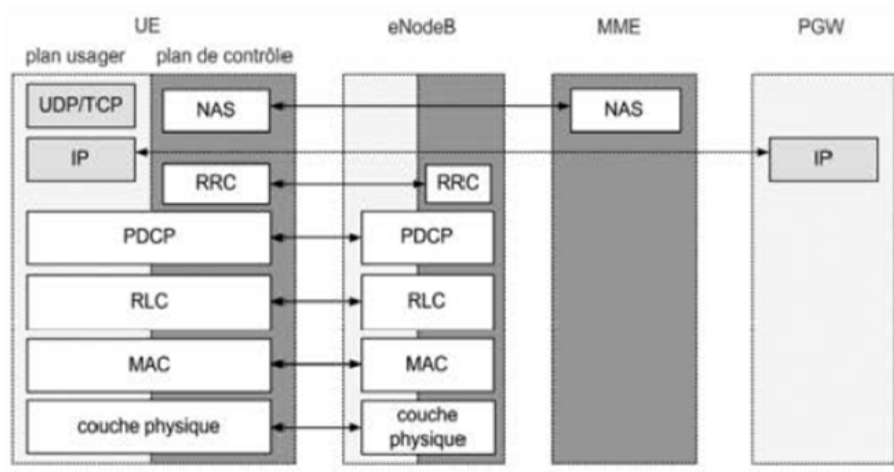 UE eNodeB MME PGW
plan usager plan de contrôle
UDP/TCP NAS NAS
IP IP
RRC RRC
PDCP PDCP
RLC RLC
MAC MAC
couche physique couche
physique